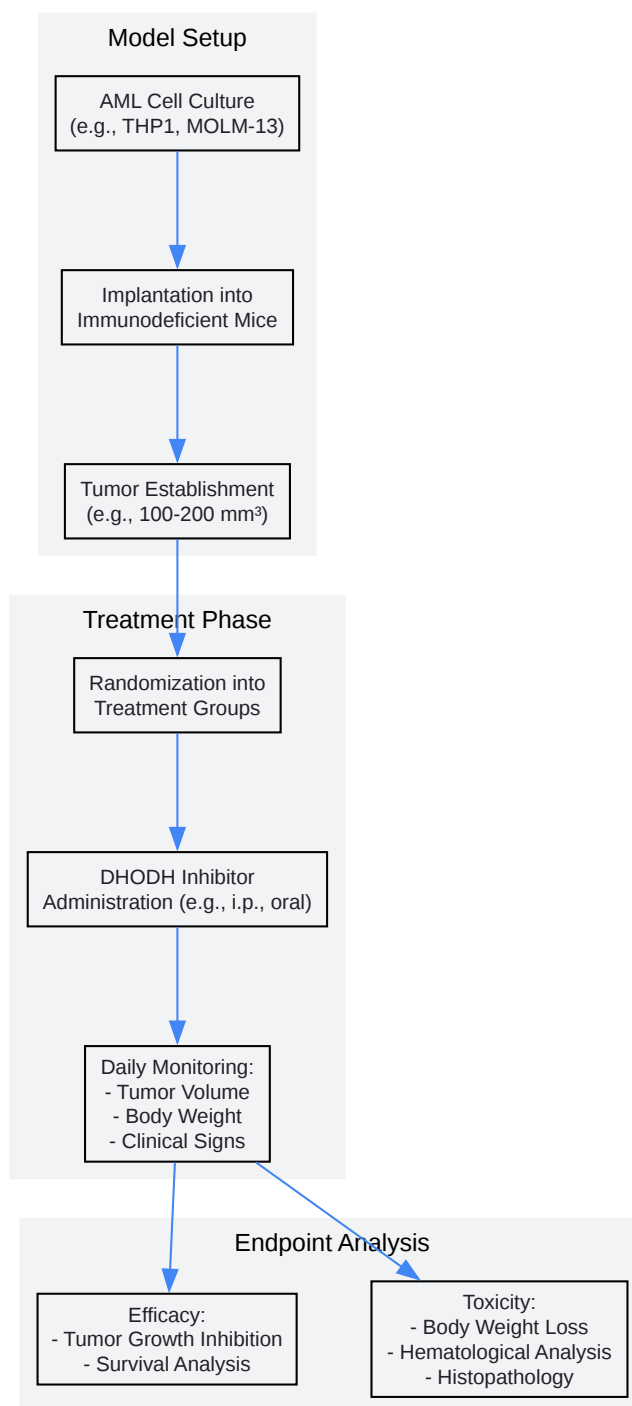 Model Setup
AML Cell Culture
(e.g., THP1, MOLM-13)
Implantation into
Immunodeficient Mice
Tumor Establishment
(e.g., 100-200 mm³)
Treatment Phase
Randomization into
Treatment Groups
DHODH Inhibitor
Administration (e.g., i.p., oral)
Daily Monitoring:
- Tumor Volume
- Body Weight
- Clinical Signs
Endpoint Analysis
Efficacy:
- Tumor Growth Inhibition
- Survival Analysis
Toxicity:
- Body Weight Loss
- Hematological Analysis
- Histopathology